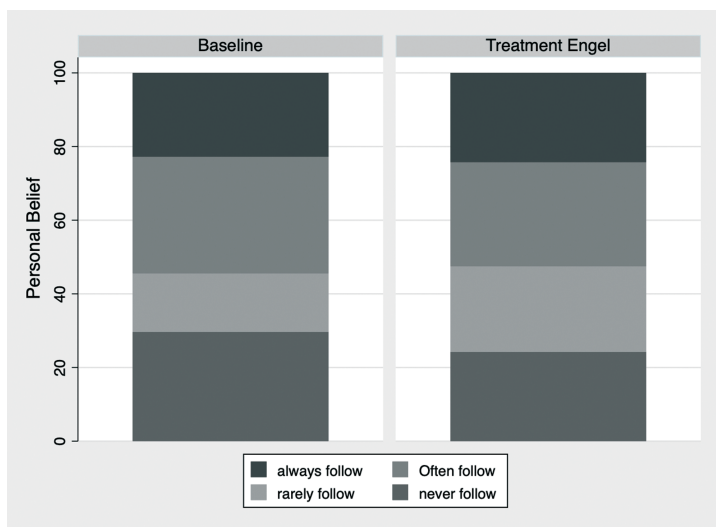 Baseline
Treatment Engel
Personal Belief
100
80
60
40
20
0
always follow
Often follow
rarely follow
never follow